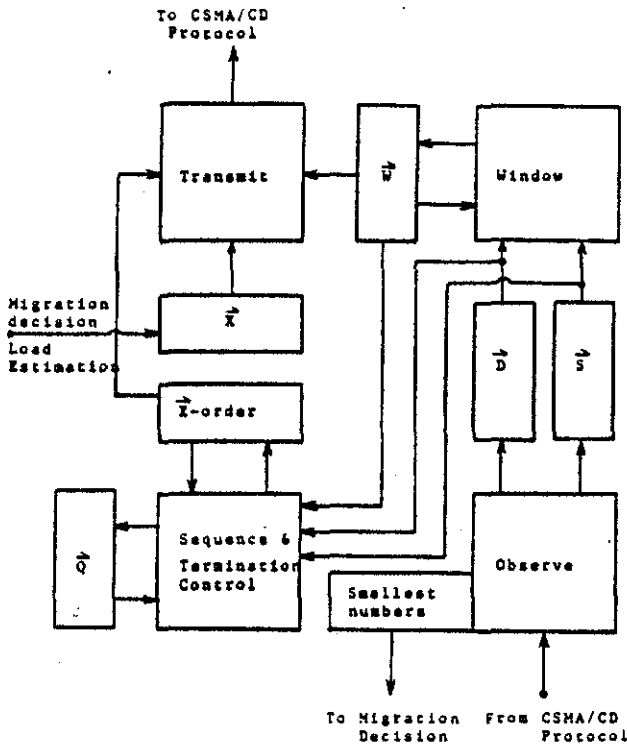 To CSMA/CD
Protocol
Transmit
W
Window
Migration
decision
Load
Estimation
X
X-order
D
S
Sequence &
Termination
Control
Q
Observe
Smallest
numbers
To Migration
Decision
From CSMA/CD
Protocol